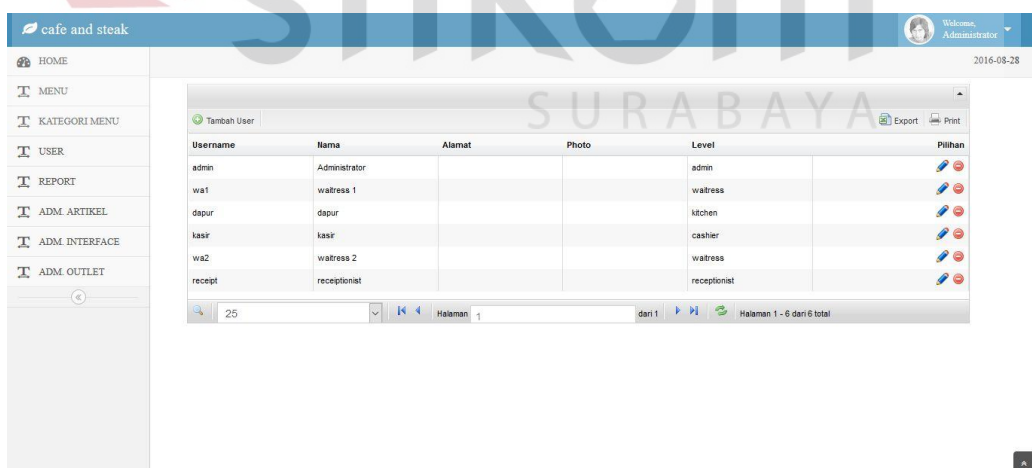 cafe and steak
Welcome,
Administrator
HOME
2016-08-28
MENU
KATEGORI MENU
USER
REPORT
ADM. ARTIKEL
ADM. INTERFACE
ADM. OUTLET
SURABAYA
Tambah User
Export Print
Username Nama Alamat Photo Level Pilihan
admin Administrator admin
wa1 waitress 1 waitress
dapur dapur kitchen
kasir kasir cashier
wa2 waitress 2 waitress
receipt receiptionist receptionist
25 Halaman 1 dari 1 Halaman 1 - 6 dari 6 total